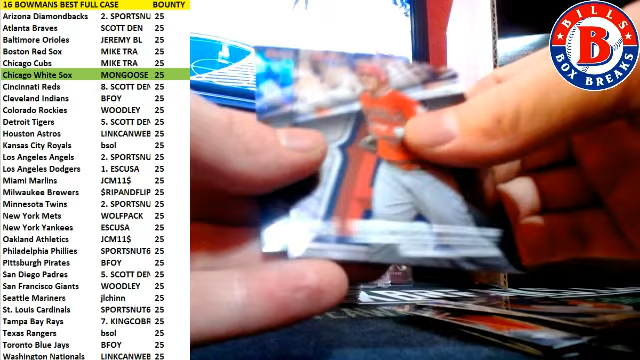 16 BOWMANS BEST FULL CASE BOUNTY
Arizona Diamondbacks 2. SPORTSNU 25
Atlanta Braves SCOTT DEN 25
Baltimore Orioles JEREMY BL 25
Boston Red Sox MIKE TRA 25
Chicago Cubs MIKE TRA 25
Chicago White Sox MONGOOSE 25
Cincinnati Reds 8. SCOTT DEN 25
Cleveland Indians BFOY 25
Colorado Rockies WOODLEY 25
Detroit Tigers 5. SCOTT DEN 25
Houston Astros LINKCANWEB 25
Kansas City Royals bsol 25
Los Angeles Angels 2. SPORTSNU 25
Los Angeles Dodgers 1. ESCUSA 25
Miami Marlins JCM11$ 25
Milwaukee Brewers $RIPANDFLIP 25
Minnesota Twins 2. SPORTSNU 25
New York Mets WOLFPACK 25
New York Yankees ESCUSA 25
Oakland Athletics JCM11$ 25
Philadelphia Phillies SPORTSNUT6 25
Pittsburgh Pirates BFOY 25
San Diego Padres 5. SCOTT DEN 25
San Francisco Giants WOODLEY 25
Seattle Mariners jlchinn 25
St. Louis Cardinals SPORTSNUT6 25
Tampa Bay Rays 7. KINGCOBR 25
Texas Rangers bsol 25
Toronto Blue Jays BFOY 25
Washington Nationals LINKCANWEB 25
BILLS
B
BOX BREAKS